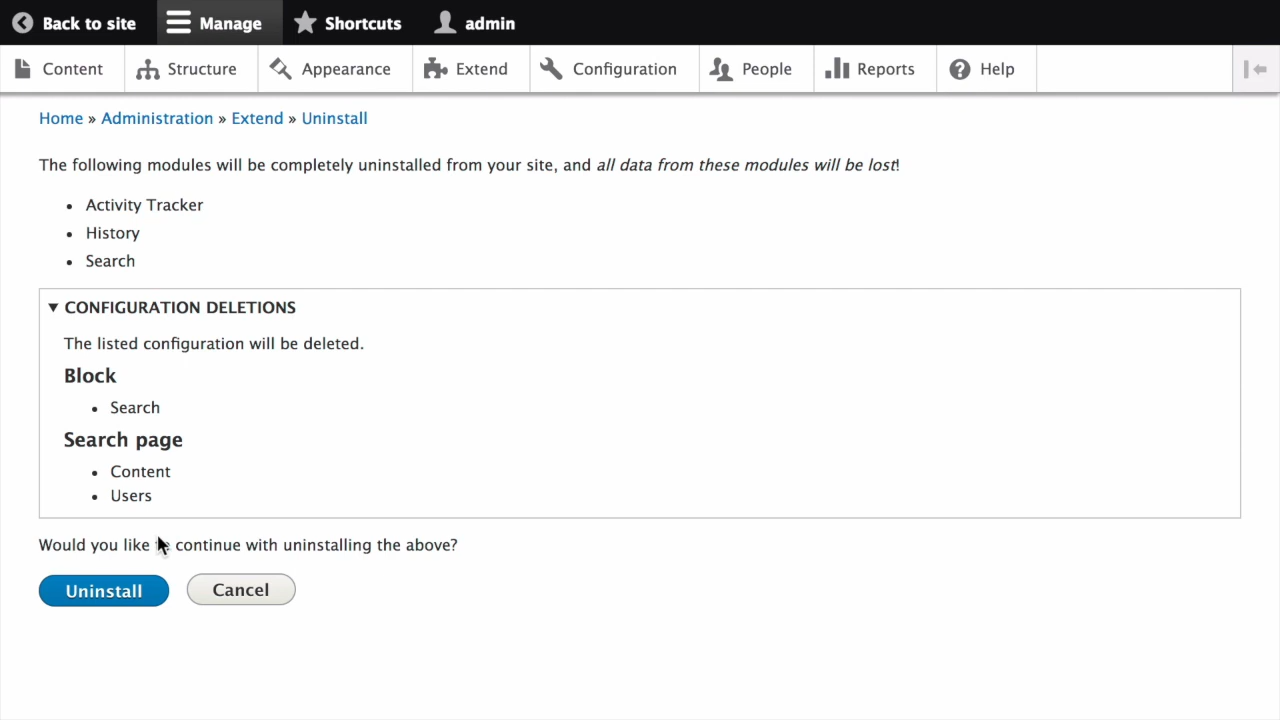 Back to site Manage Shortcuts admin
Content Structure Appearance Extend Configuration People Reports Help
Home » Administration » Extend » Uninstall
The following modules will be completely uninstalled from your site, and all data from these modules will be lost!
• Activity Tracker
• History
• Search
▼ CONFIGURATION DELETIONS
The listed configuration will be deleted.
Block
• Search
Search page
• Content
• Users
Would you like continue with uninstalling the above?
Uninstall Cancel